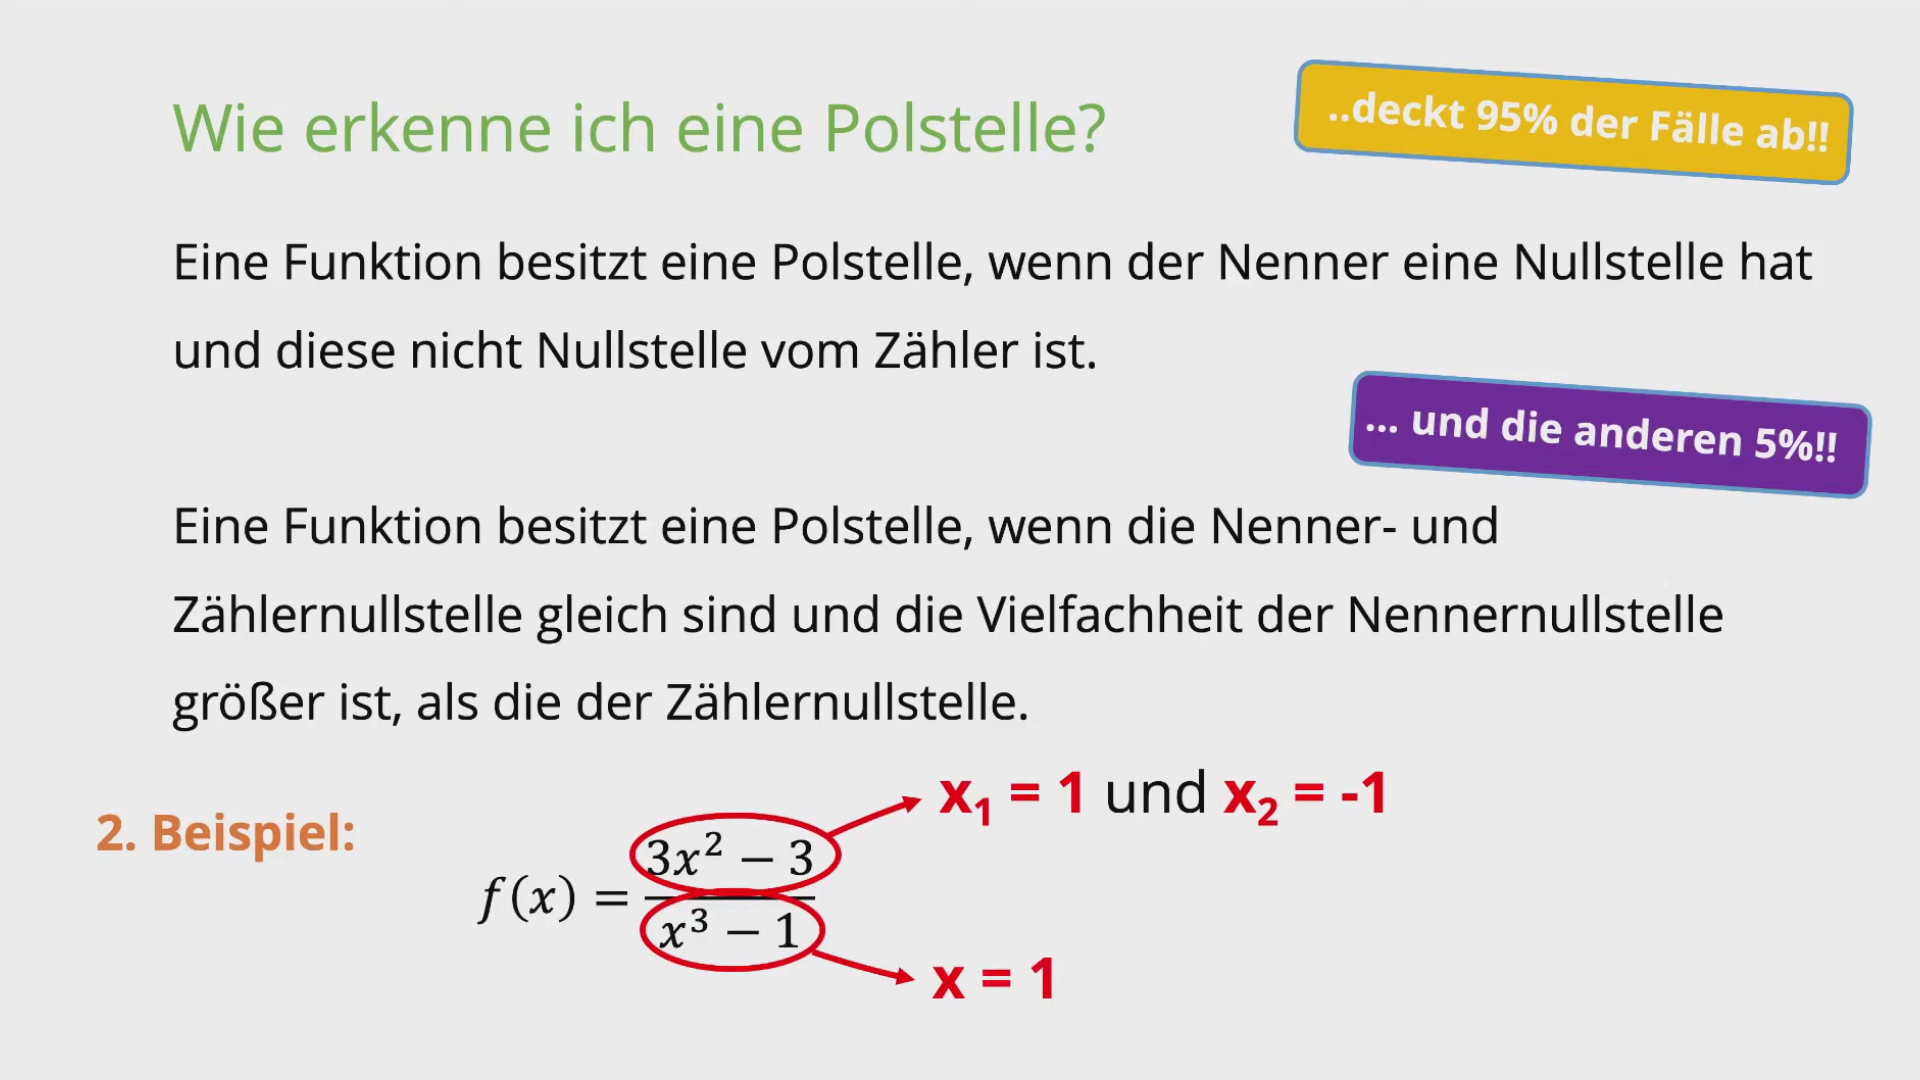 Wie erkenne ich eine Polstelle?
..deckt 95% der Fälle ab!!
Eine Funktion besitzt eine Polstelle, wenn der Nenner eine Nullstelle hat
und diese nicht Nullstelle vom Zähler ist.
... und die anderen 5%!!
Eine Funktion besitzt eine Polstelle, wenn die Nenner- und
Zählernullstelle gleich sind und die Vielfachheit der Nennernullstelle
größer ist, als die der Zählernullstelle.
x₁ = 1 und x₂ = -1
2. Beispiel:
f(x) = (3x² − 3)/(x³ − 1)
x = 1